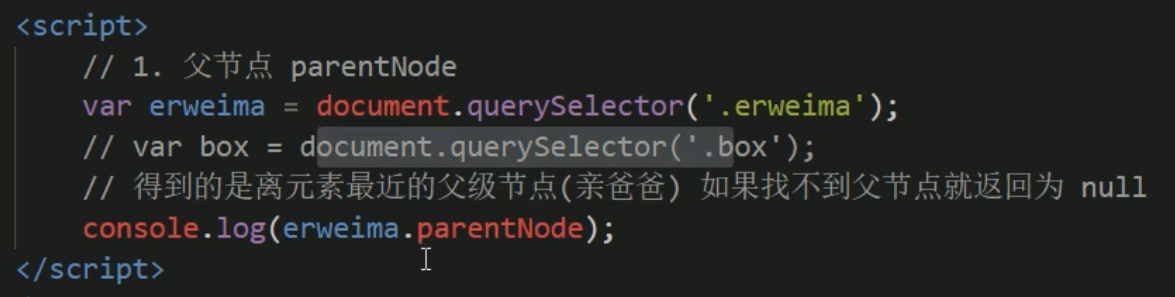 <script>
// 1. 父节点 parentNode
var erweima = document.querySelector('.erweima');
// var box = document.querySelector('.box');
// 得到的是离元素最近的父级节点(亲爸爸) 如果找不到父节点就返回为 null
console.log(erweima.parentNode);
</script>